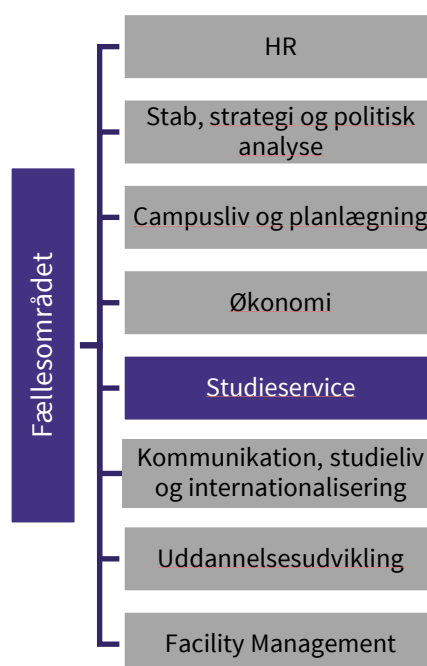 Fællesområdet
HR
Stab, strategi og politisk
analyse
Campusliv og planlægning
Økonomi
Studieservice
Kommunikation, studieliv
og internationalisering
Uddannelsesudvikling
Facility Management